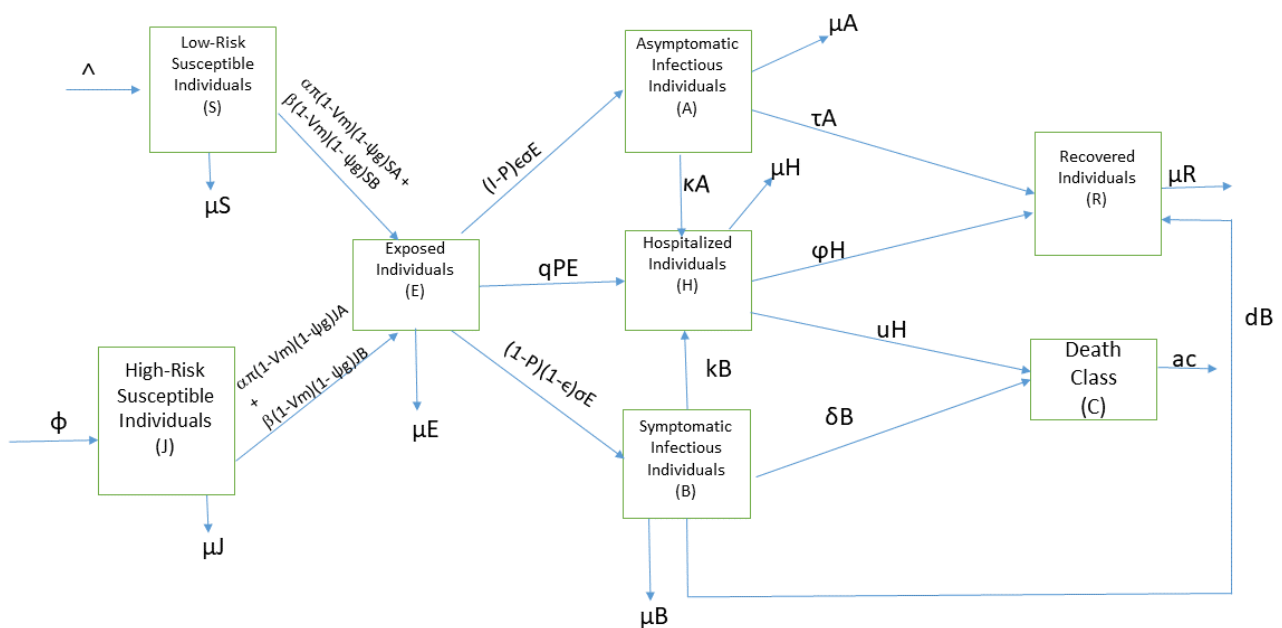 Low-Risk
Susceptible
Individuals
(S)
^
μS
απ(1-Vm)(1-ψg)SA +
β(1-Vm)(1- ψg)SB
High-Risk
Susceptible
Individuals
(J)
ϕ
μJ
απ(1-Vm)(1-ψg)JA
+
β(1-Vm)(1- ψg)JB
Exposed
Individuals
(E)
μE
(I-P)ϵσE
qPE
(1-P)(1-ϵ)σE
Asymptomatic
Infectious
Individuals
(A)
μA
τA
κA
μH
Hospitalized
Individuals
(H)
φH
uH
kB
Symptomatic
Infectious
Individuals
(B)
δB
μB
Recovered
Individuals
(R)
μR
dB
Death
Class
(C)
ac